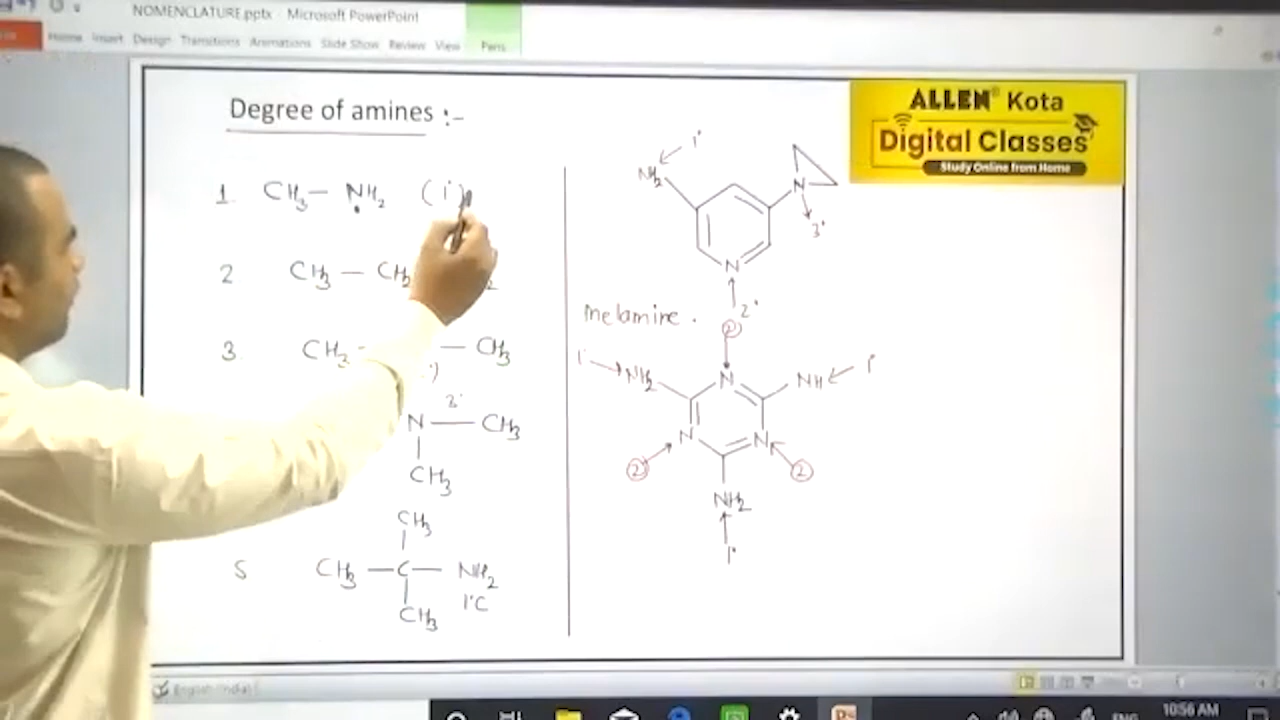 NOMENCLATURE.pptx - Microsoft PowerPoint
Home Insert Design Transitions Animations Slide Show Review View Pens
Degree of amines :-
ALLEN® Kota
Digital Classes
Study Online from Home
1. CH3 — NH2 (1°)
2 CH3 — CH2 2
3. CH3 — CH3
N — CH3
CH3
CH3
5 CH3 — C — NH2
1°C
CH3
NH2 1°
N 3°
N
2°
Melamine .
2
1° NH2 N NH 1°
N N
2 2
NH2
1°
English (India)
10:56 AM